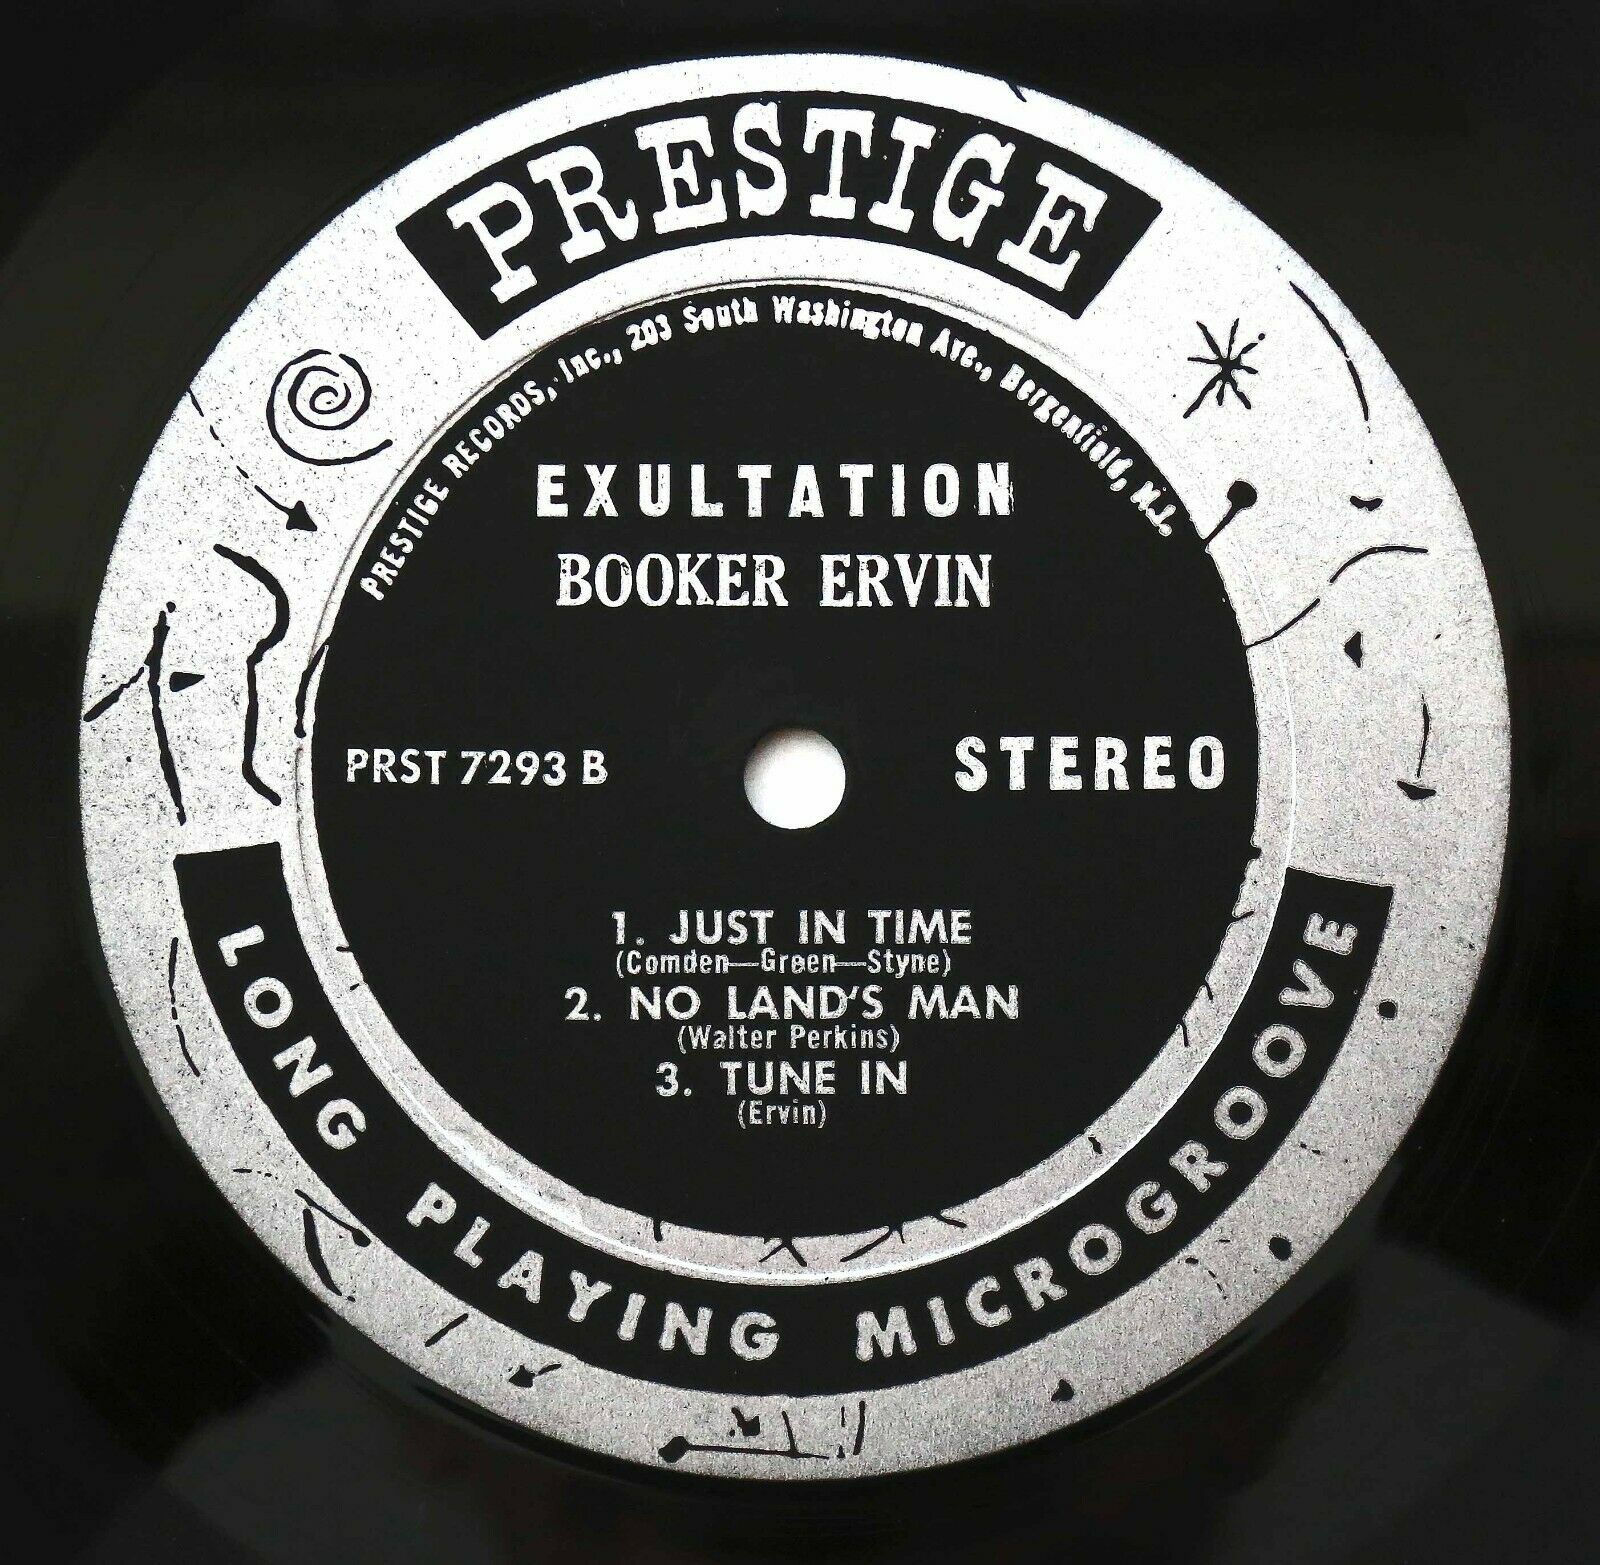 PRESTIGE
PRESTIGE RECORDS, Inc., 203 South Washington Ave., Bergenfield, N.J.
EXULTATION
BOOKER ERVIN
PRST 7293 B
STEREO
1. JUST IN TIME
(Comden—Green—Styne)
2. NO LAND'S MAN
(Walter Perkins)
3. TUNE IN
(Ervin)
LONG PLAYING MICROGROOVE